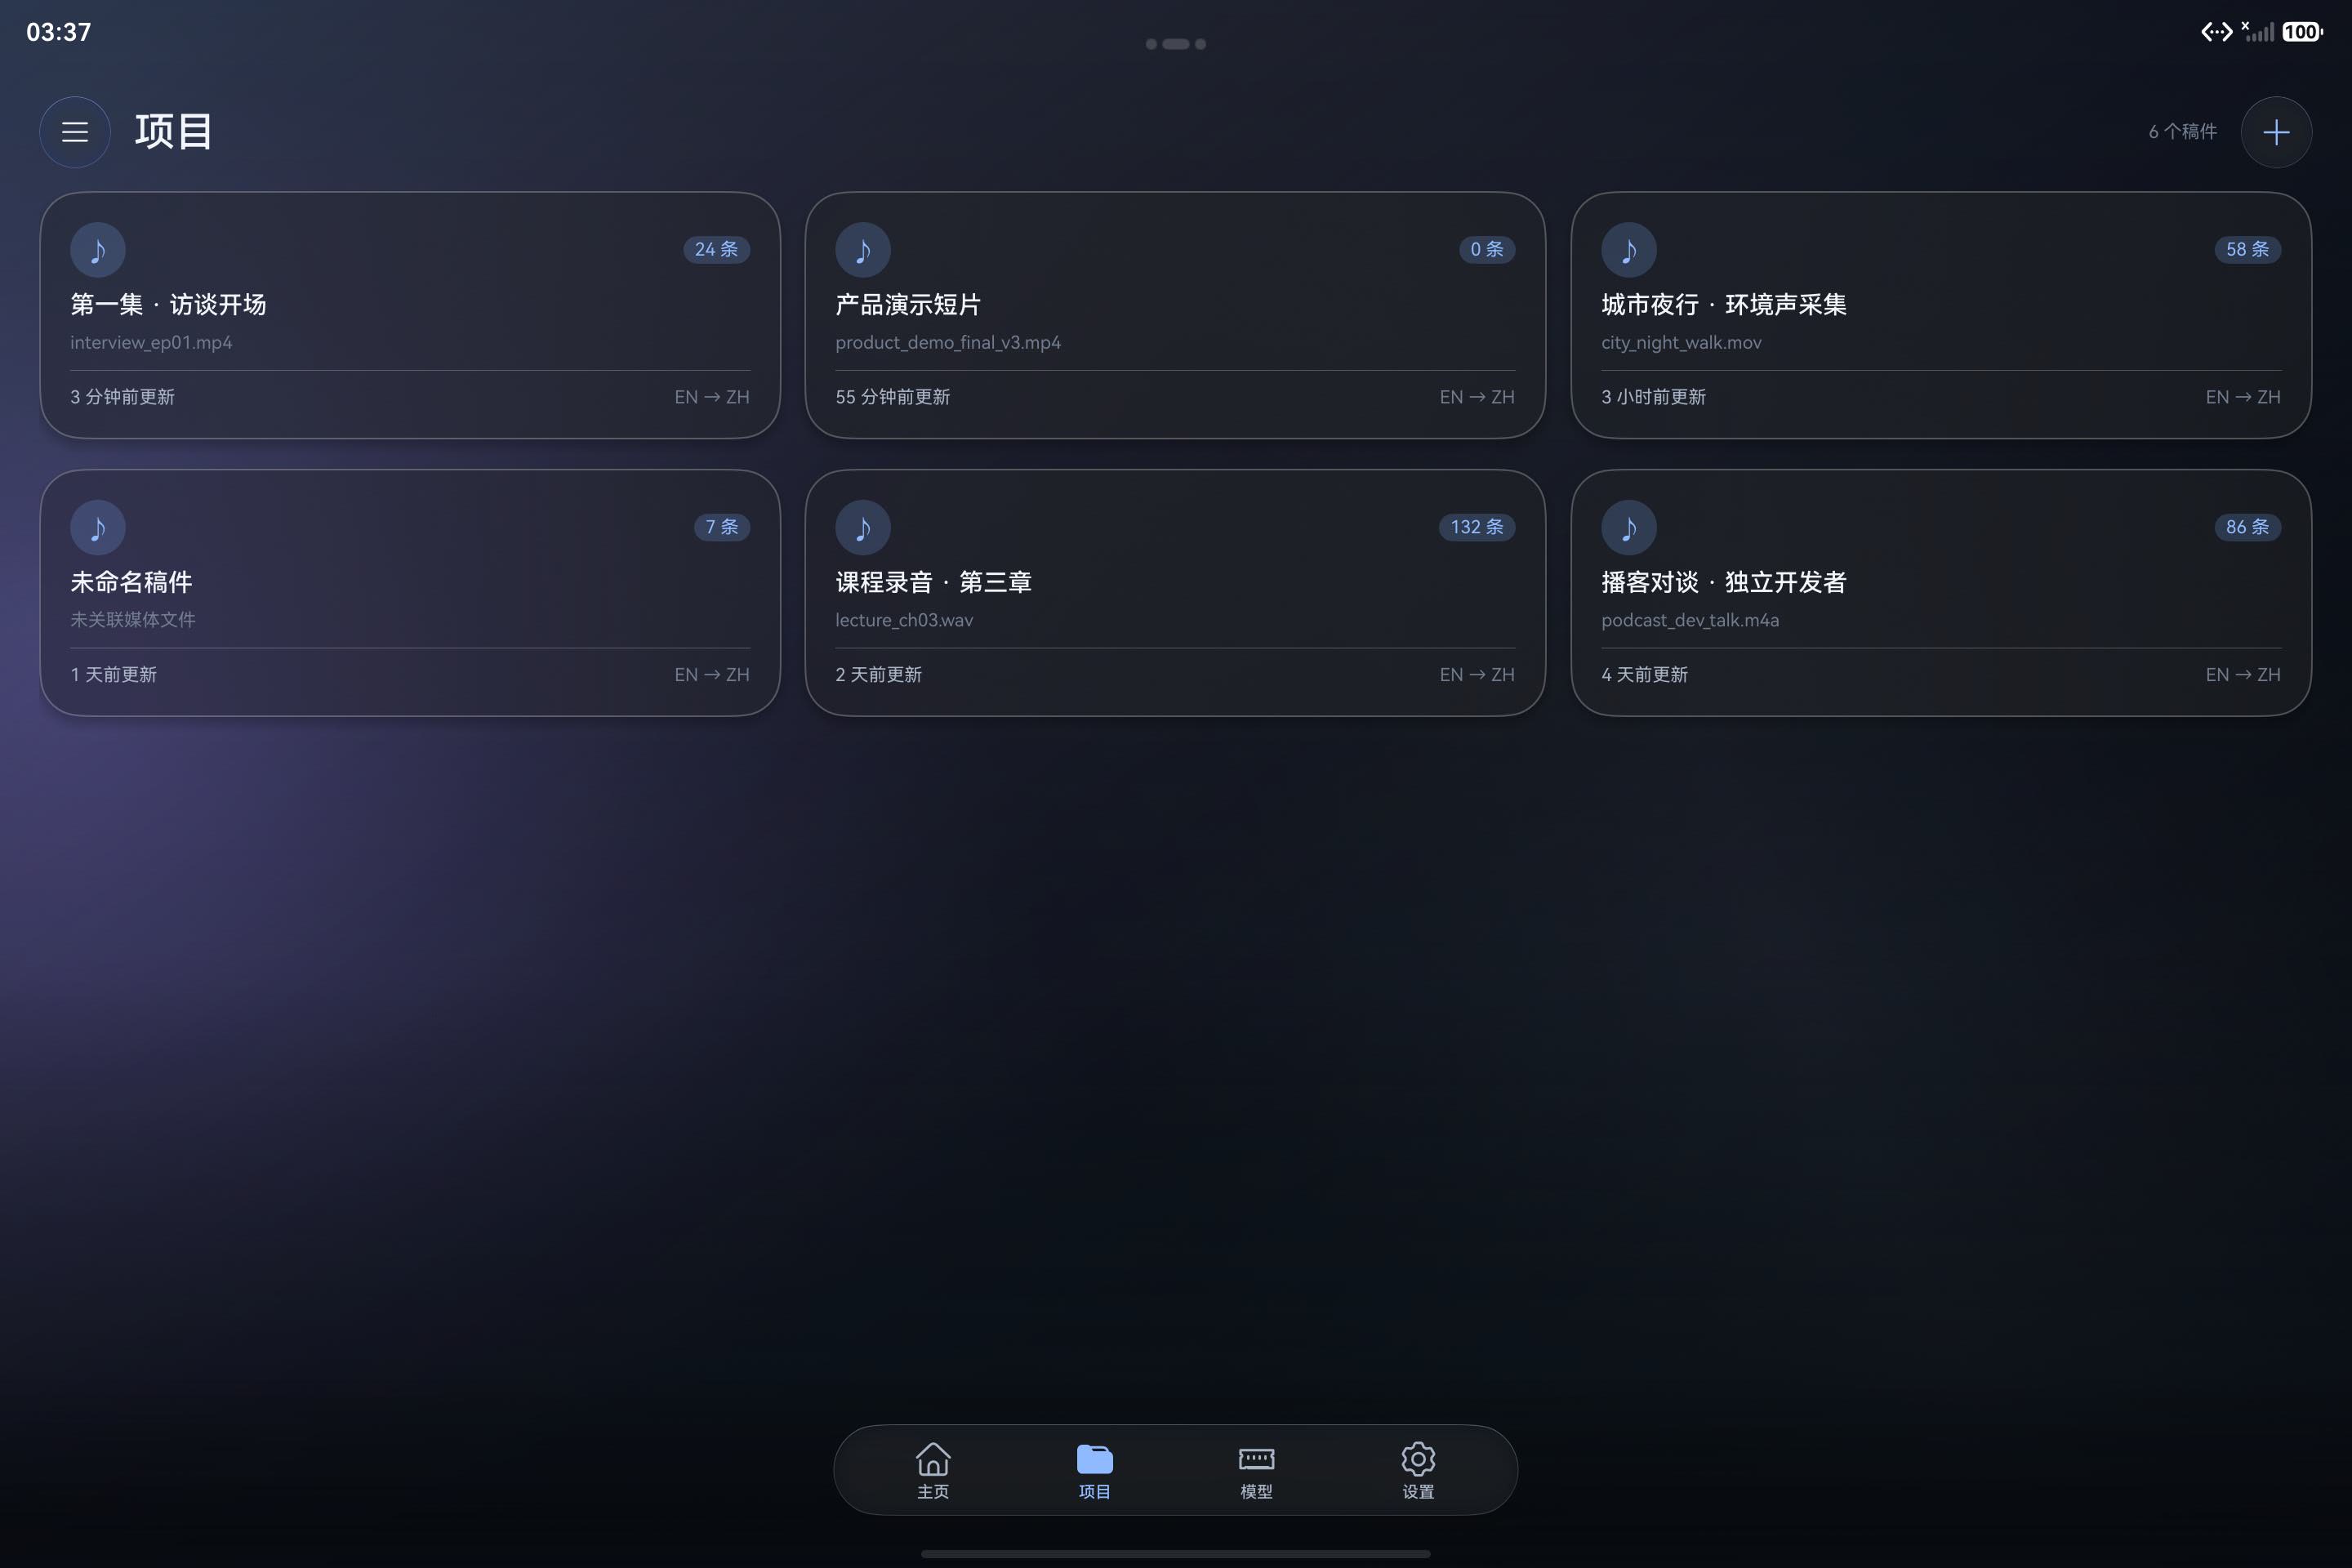 03:37
100
项目
6 个稿件
24 条
第一集 · 访谈开场
interview_ep01.mp4
3 分钟前更新
EN → ZH
0 条
产品演示短片
product_demo_final_v3.mp4
55 分钟前更新
EN → ZH
58 条
城市夜行 · 环境声采集
city_night_walk.mov
3 小时前更新
EN → ZH
7 条
未命名稿件
未关联媒体文件
1 天前更新
EN → ZH
132 条
课程录音 · 第三章
lecture_ch03.wav
2 天前更新
EN → ZH
86 条
播客对谈 · 独立开发者
podcast_dev_talk.m4a
4 天前更新
EN → ZH
主页
项目
模型
设置